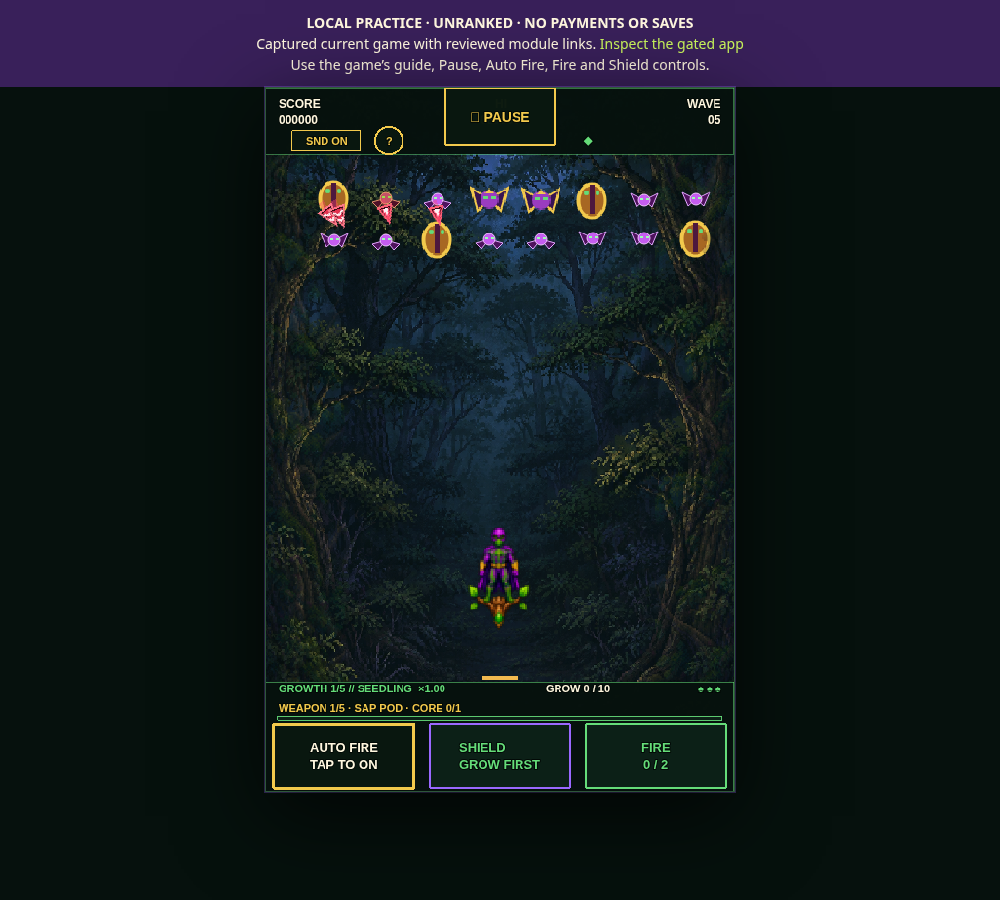 LOCAL PRACTICE · UNRANKED · NO PAYMENTS OR SAVES
Captured current game with reviewed module links. Inspect the gated app
Use the game's guide, Pause, Auto Fire, Fire and Shield controls.
SCORE
000000
SND ON
?
PAUSE
WAVE
05
GROWTH 1/5 // SEEDLING ×1.00
GROW 0 / 10
WEAPON 1/5 · SAP POD · CORE 0/1
AUTO FIRE
TAP TO ON
SHIELD
GROW FIRST
FIRE
0 / 2